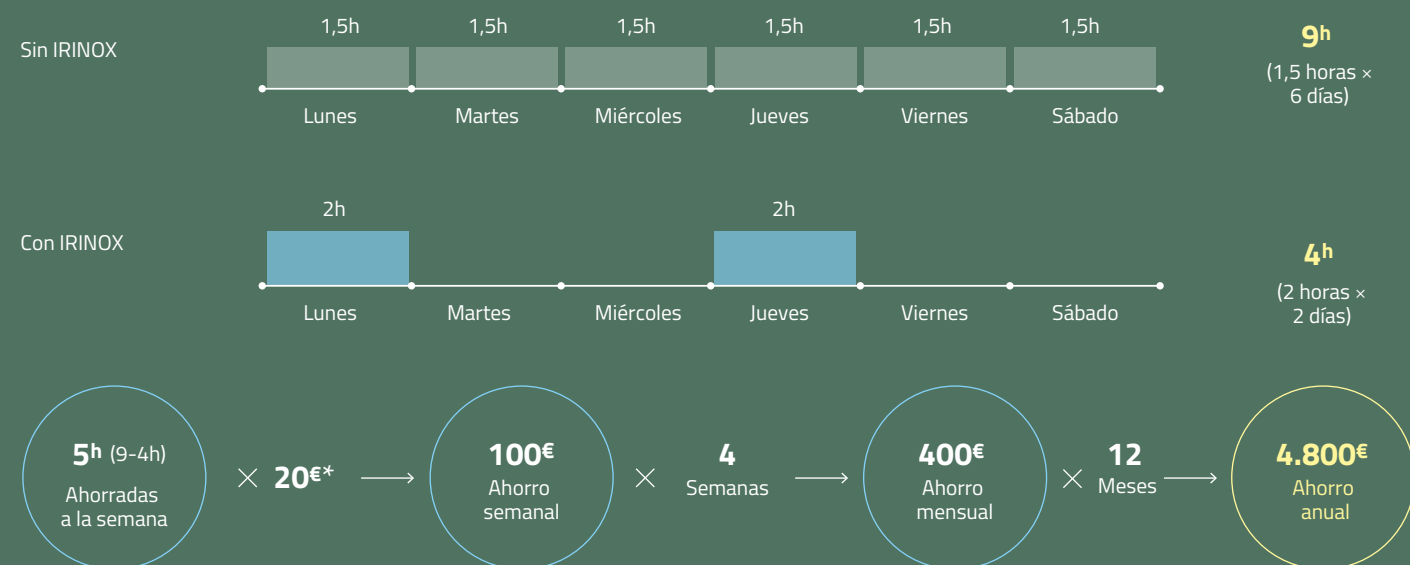 1,5h 1,5h 1,5h 1,5h 1,5h 1,5h
Sin IRINOX
9h
(1,5 horas ×
6 días)
Lunes Martes Miércoles Jueves Viernes Sábado
2h 2h
Con IRINOX
4h
(2 horas ×
2 días)
Lunes Martes Miércoles Jueves Viernes Sábado
5h (9-4h)
Ahorradas
a la semana
× 20€* →
100€
Ahorro
semanal
× 4
Semanas →
400€
Ahorro
mensual
× 12
Meses →
4.800€
Ahorro
anual